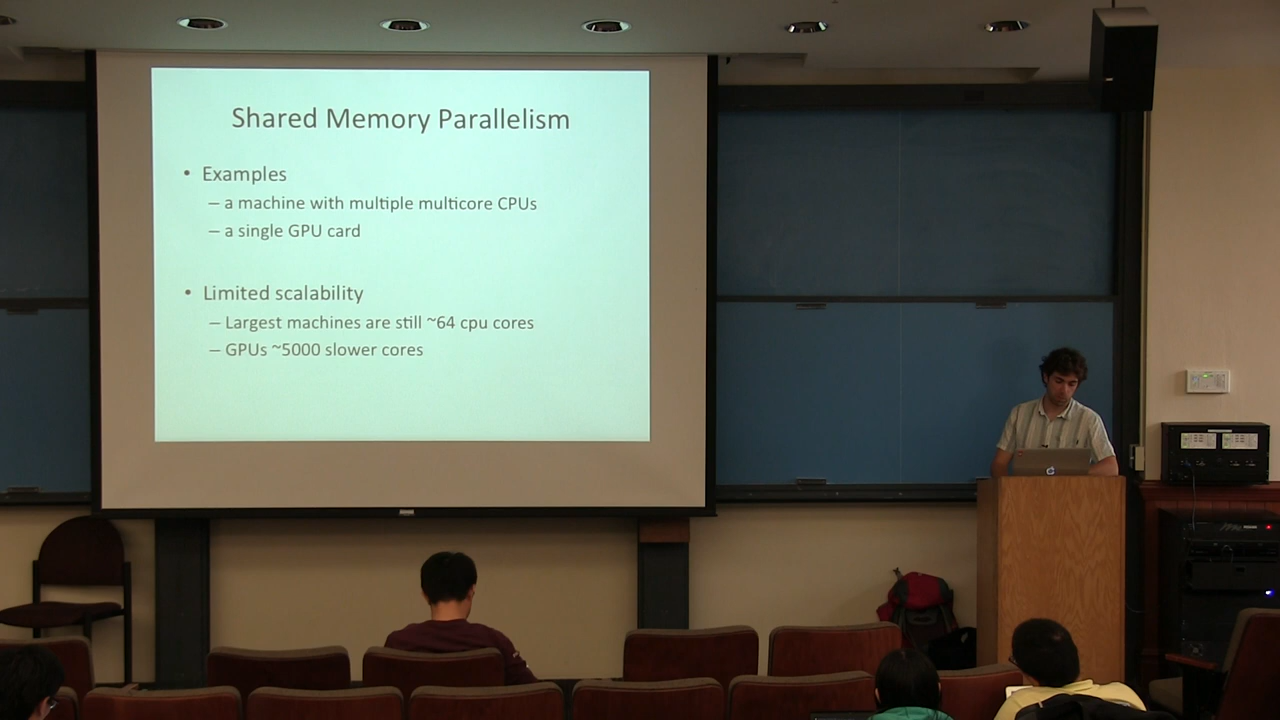 Shared Memory Parallelism
• Examples
– a machine with multiple multicore CPUs
– a single GPU card
• Limited scalability
– Largest machines are still ~64 cpu cores
– GPUs ~5000 slower cores